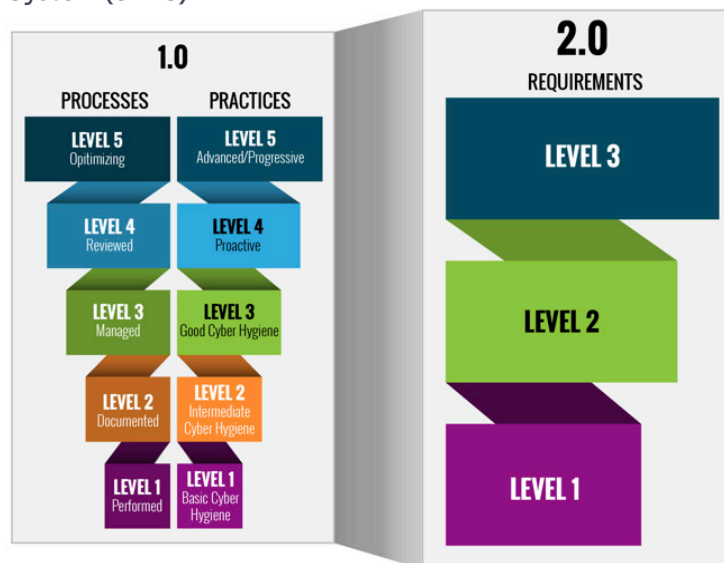 1.0
PROCESSES PRACTICES
LEVEL 5
Opitimizing
LEVEL 5
Advanced/Progressive
LEVEL 4
Reviewed
LEVEL 4
Proactive
LEVEL 3
Managed
LEVEL 3
Good Cyber Hygiene
LEVEL 2
Documented
LEVEL 2
Intermediate
Cyber Hygiene
LEVEL 1
Performed
LEVEL 1
Basic Cyber
Hygiene
2.0
REQUIREMENTS
LEVEL 3
LEVEL 2
LEVEL 1